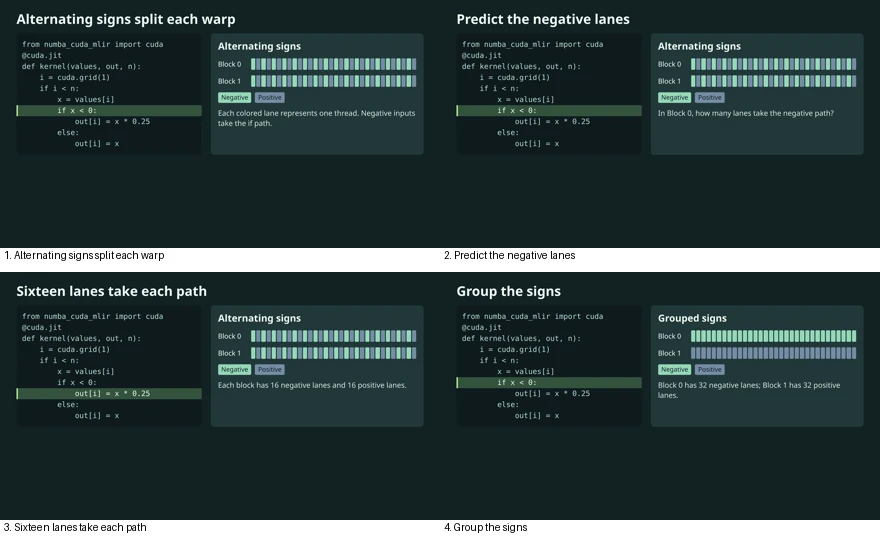 Alternating signs split each warp
from numba_cuda_mlir import cuda
@cuda.jit
def kernel(values, out, n):
    i = cuda.grid(1)
    if i < n:
        x = values[i]
        if x < 0:
            out[i] = x * 0.25
        else:
            out[i] = x
Alternating signs
Block 0
Block 1
Negative Positive
Each colored lane represents one thread. Negative inputs
take the if path.
1. Alternating signs split each warp
Predict the negative lanes
from numba_cuda_mlir import cuda
@cuda.jit
def kernel(values, out, n):
    i = cuda.grid(1)
    if i < n:
        x = values[i]
        if x < 0:
            out[i] = x * 0.25
        else:
            out[i] = x
Alternating signs
Block 0
Block 1
Negative Positive
In Block 0, how many lanes take the negative path?
2. Predict the negative lanes
Sixteen lanes take each path
from numba_cuda_mlir import cuda
@cuda.jit
def kernel(values, out, n):
    i = cuda.grid(1)
    if i < n:
        x = values[i]
        if x < 0:
            out[i] = x * 0.25
        else:
            out[i] = x
Alternating signs
Block 0
Block 1
Negative Positive
Each block has 16 negative lanes and 16 positive lanes.
3. Sixteen lanes take each path
Group the signs
from numba_cuda_mlir import cuda
@cuda.jit
def kernel(values, out, n):
    i = cuda.grid(1)
    if i < n:
        x = values[i]
        if x < 0:
            out[i] = x * 0.25
        else:
            out[i] = x
Grouped signs
Block 0
Block 1
Negative Positive
Block 0 has 32 negative lanes; Block 1 has 32 positive
lanes.
4. Group the signs